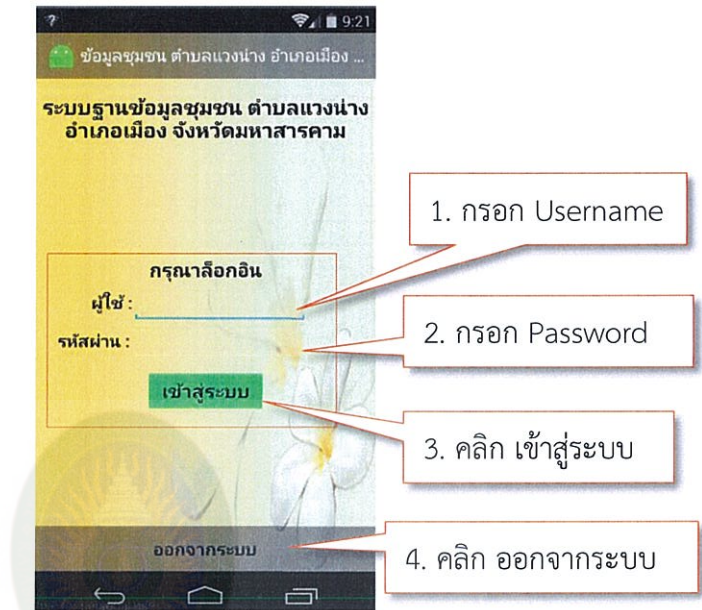 ? 9:21
ข้อมูลชุมชน ตำบลแวงน่าง อำเภอเมือง ...
ระบบฐานข้อมูลชุมชน ตำบลแวงน่าง
อำเภอเมือง จังหวัดมหาสารคาม
1. กรอก Username
กรุณาล็อกอิน
ผู้ใช้ :
2. กรอก Password
รหัสผ่าน :
เข้าสู่ระบบ
3. คลิก เข้าสู่ระบบ
ออกจากระบบ
4. คลิก ออกจากระบบ